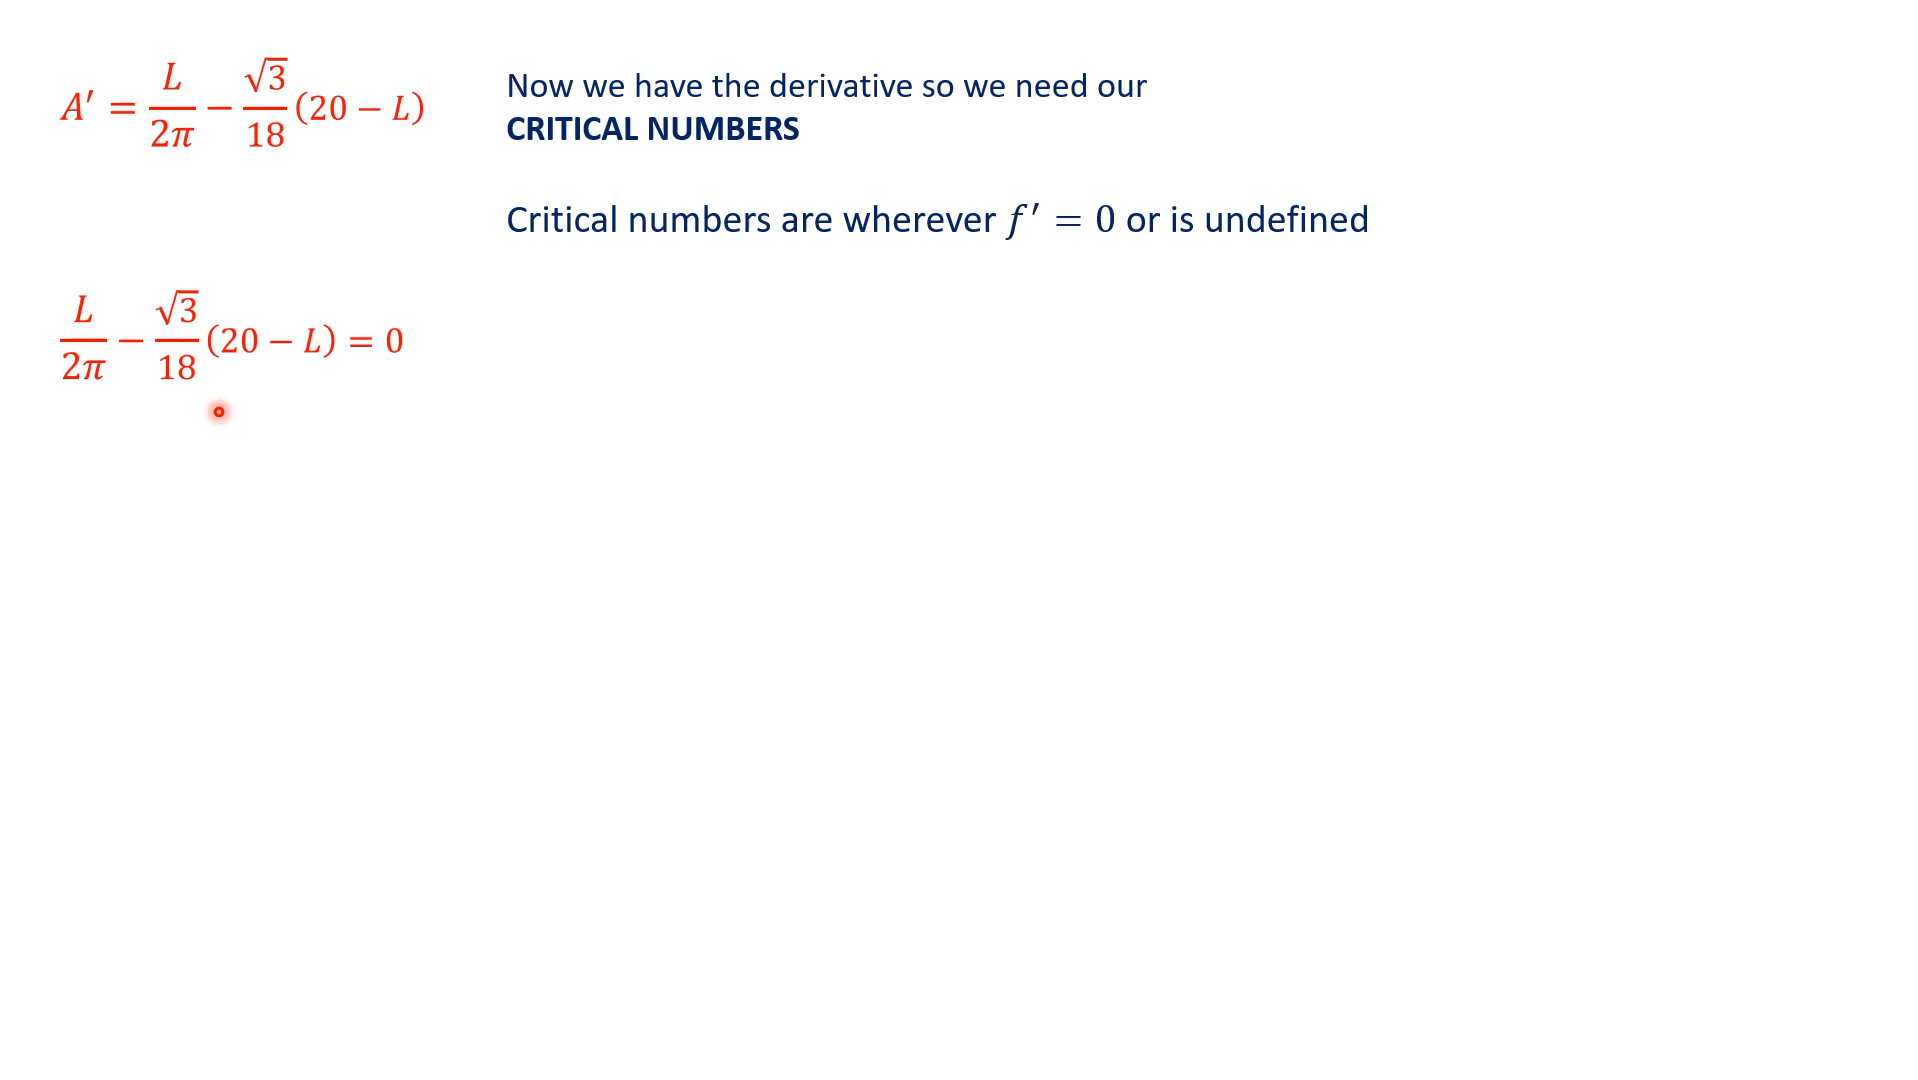 A′ = L/2π − √3/18 (20 − L)
Now we have the derivative so we need our
CRITICAL NUMBERS
Critical numbers are wherever f′ = 0 or is undefined
L/2π − √3/18 (20 − L) = 0